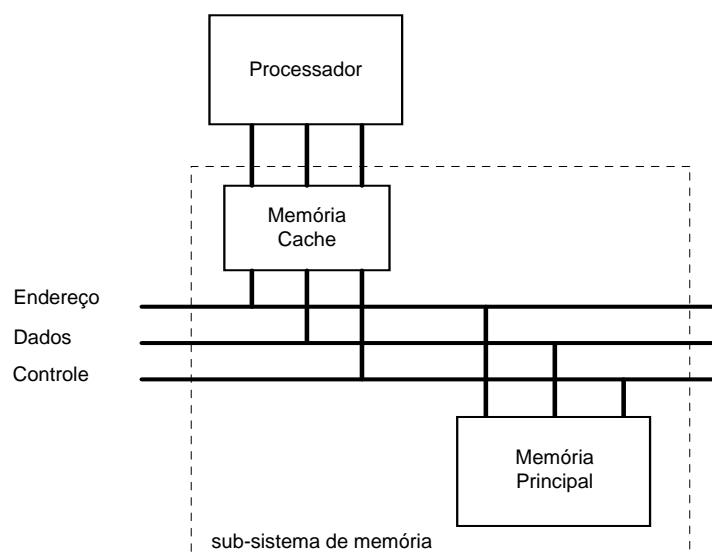 Processador
Memória
Cache
Endereço
Dados
Controle
Memória
Principal
sub-sistema de memória